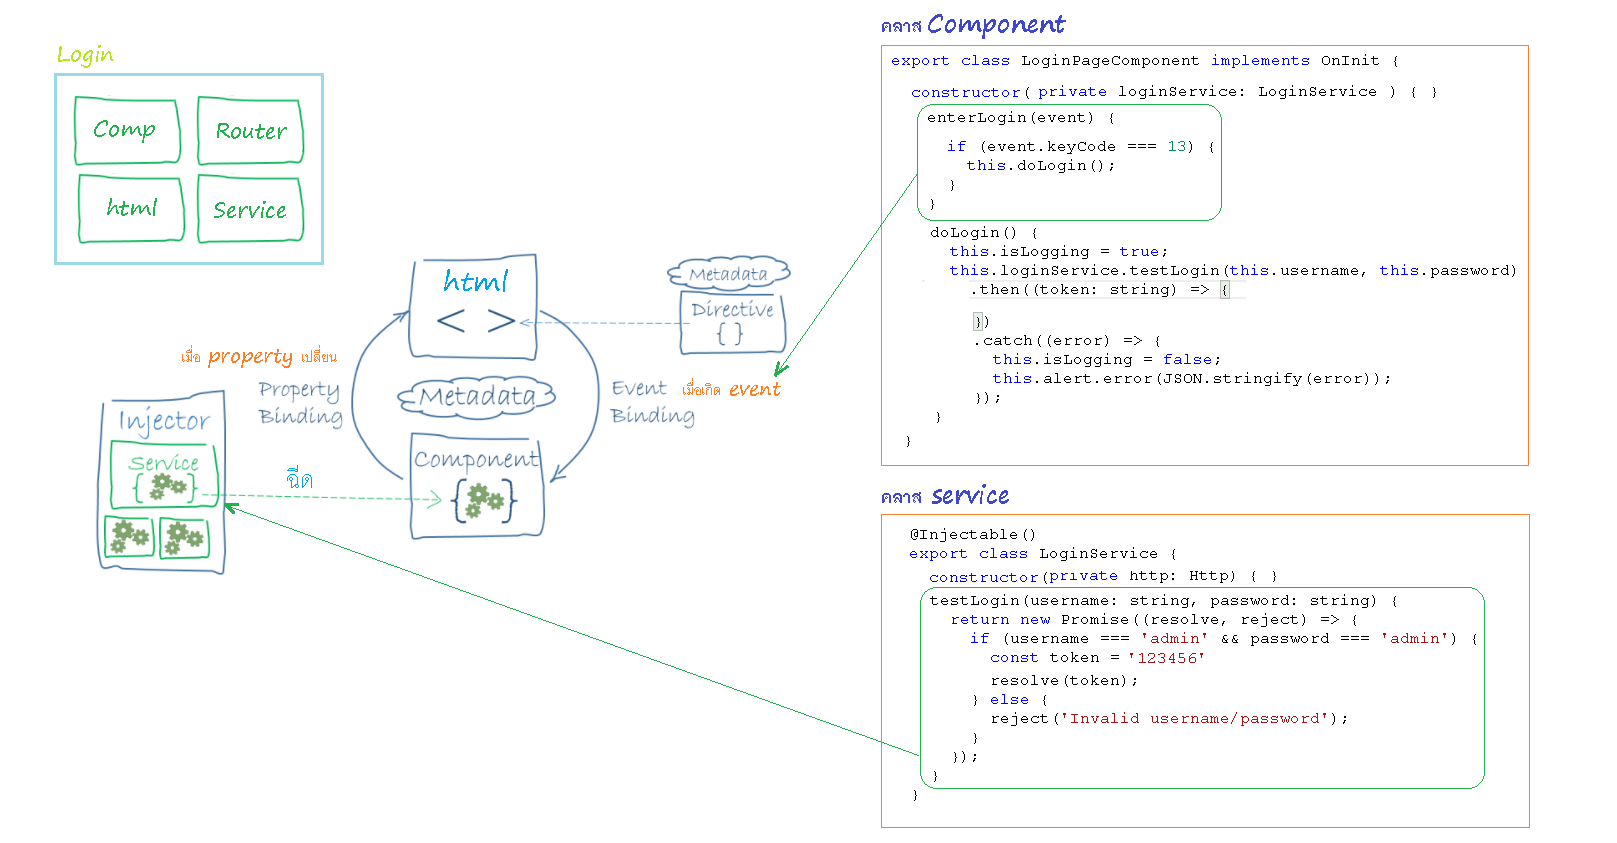 Login
Comp
Router
html
Service
html
< >
Metadata
Directive
{ }
เมื่อ property เปลี่ยน
Property
Binding
Metadata
Event
Binding
เมื่อเกิด event
Injector
Service
{ }
ฉีด
Component
{ }
คลาส Component
export class LoginPageComponent implements OnInit {
constructor( private loginService: LoginService ) { }
enterLogin(event) {
if (event.keyCode === 13) {
this.doLogin();
}
}
doLogin() {
this.isLogging = true;
this.loginService.testLogin(this.username, this.password)
.then((token: string) => {
})
.catch((error) => {
this.isLogging = false;
this.alert.error(JSON.stringify(error));
});
}
}
คลาส service
@Injectable()
export class LoginService {
constructor(private http: Http) { }
testLogin(username: string, password: string) {
return new Promise((resolve, reject) => {
if (username === 'admin' && password === 'admin') {
const token = '123456'
resolve(token);
} else {
reject('Invalid username/password');
}
});
}
}